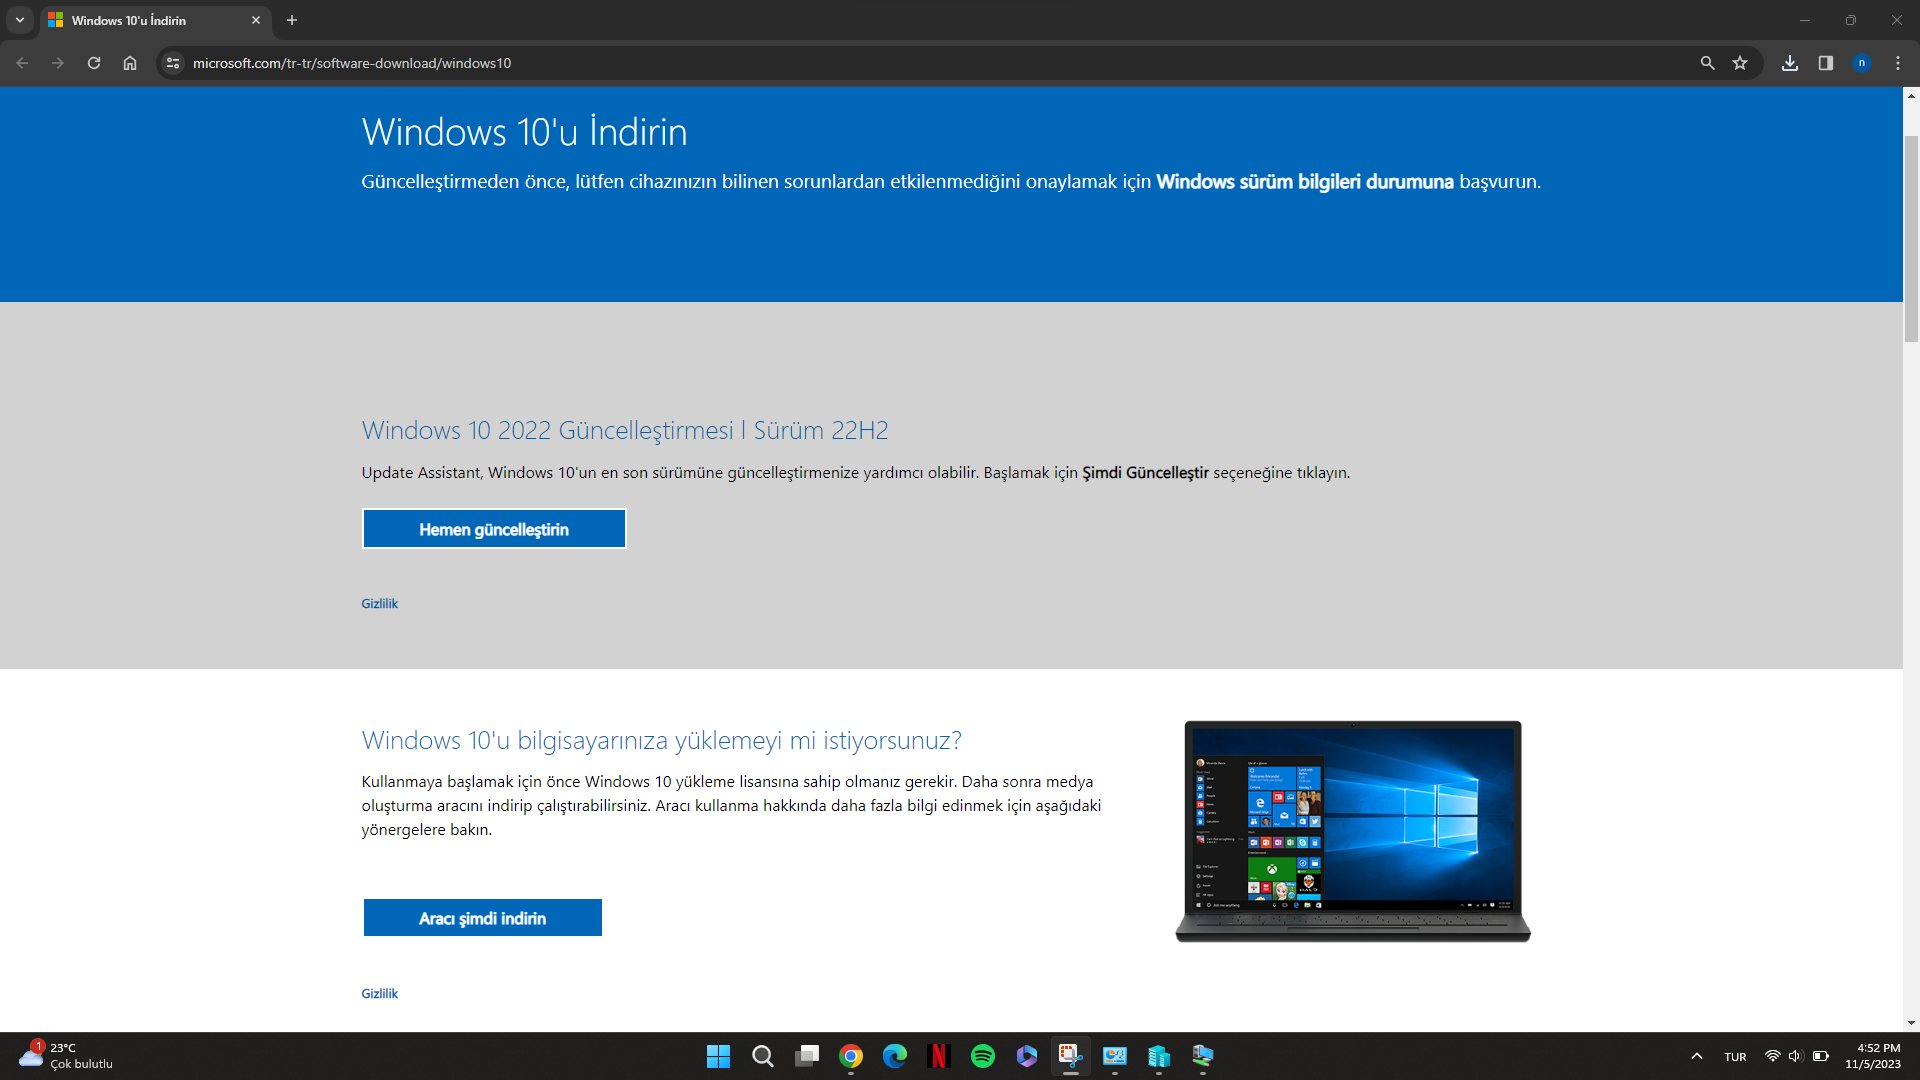 Windows 10'u İndirin
microsoft.com/tr-tr/software-download/windows10
n
Windows 10'u İndirin
Güncelleştirmeden önce, lütfen cihazınızın bilinen sorunlardan etkilenmediğini onaylamak için Windows sürüm bilgileri durumuna başvurun.
Windows 10 2022 Güncelleştirmesi l Sürüm 22H2
Update Assistant, Windows 10'un en son sürümüne güncelleştirmenize yardımcı olabilir. Başlamak için Şimdi Güncelleştir seçeneğine tıklayın.
Hemen güncelleştirin
Gizlilik
Windows 10'u bilgisayarınıza yüklemeyi mi istiyorsunuz?
Kullanmaya başlamak için önce Windows 10 yükleme lisansına sahip olmanız gerekir. Daha sonra medya
oluşturma aracını indirip çalıştırabilirsiniz. Aracı kullanma hakkında daha fazla bilgi edinmek için aşağıdaki
yönergelere bakın.
Aracı şimdi indirin
Gizlilik
1
23°C
Çok bulutlu
TUR
4:52 PM
11/5/2023